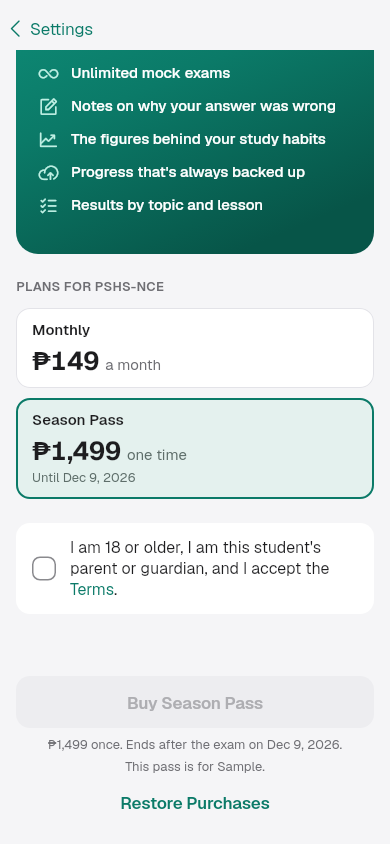 Settings
Unlimited mock exams
Notes on why your answer was wrong
The figures behind your study habits
Progress that's always backed up
Results by topic and lesson
PLANS FOR PSHS-NCE
Monthly
₱149 a month
Season Pass
₱1,499 one time
Until Dec 9, 2026
I am 18 or older, I am this student's
parent or guardian, and I accept the
Terms.
Buy Season Pass
₱1,499 once. Ends after the exam on Dec 9, 2026.
This pass is for Sample.
Restore Purchases